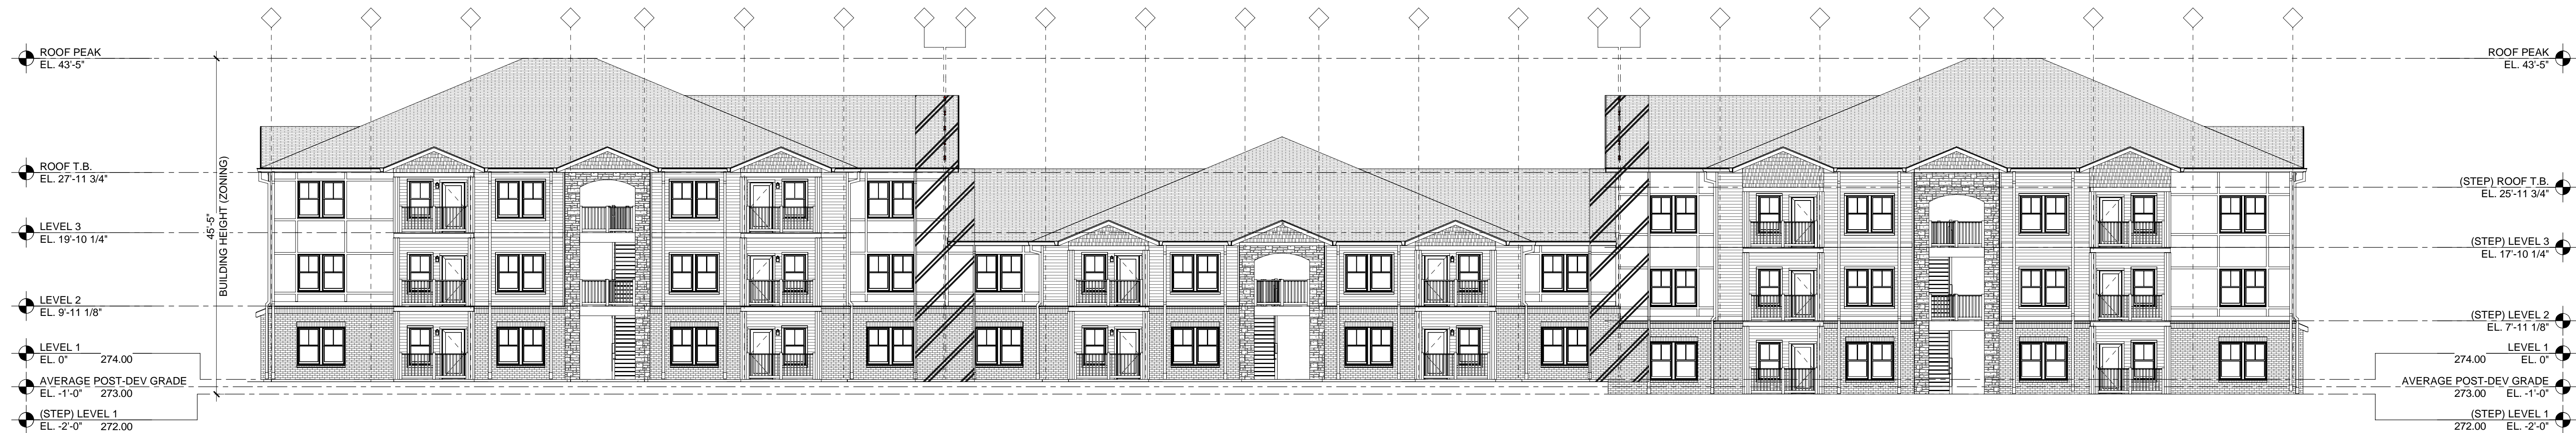 ROOF PEAK
EL. 43'-5"
ROOF T.B.
EL. 27'-11 3/4"
LEVEL 3
EL. 19'-10 1/4"
LEVEL 2
EL. 9'-11 1/8"
LEVEL 1
EL. 0" 274.00
AVERAGE POST-DEV GRADE
EL. -1'-0" 273.00
(STEP) LEVEL 1
EL. -2'-0" 272.00
45'-5"
BUILDING HEIGHT (ZONING)
ROOF PEAK
EL. 43'-5"
(STEP) ROOF T.B.
EL. 25'-11 3/4"
(STEP) LEVEL 3
EL. 17'-10 1/4"
(STEP) LEVEL 2
EL. 7'-11 1/8"
LEVEL 1
274.00 EL. 0"
AVERAGE POST-DEV GRADE
273.00 EL. -1'-0"
(STEP) LEVEL 1
272.00 EL. -2'-0"